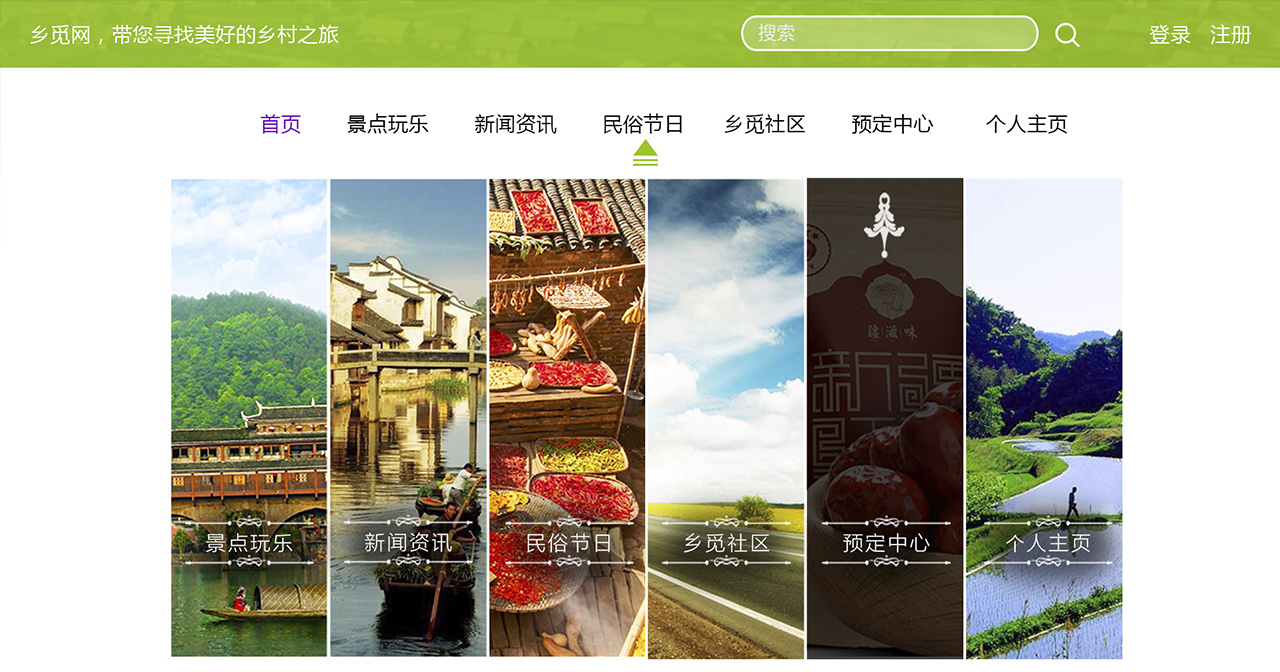 乡觅网，带您寻找美好的乡村之旅
搜索
登录 注册
首页 景点玩乐 新闻资讯 民俗节日 乡觅社区 预定中心 个人主页
疆滋味
新疆
景点玩乐 新闻资讯 民俗节日 乡觅社区 预定中心 个人主页